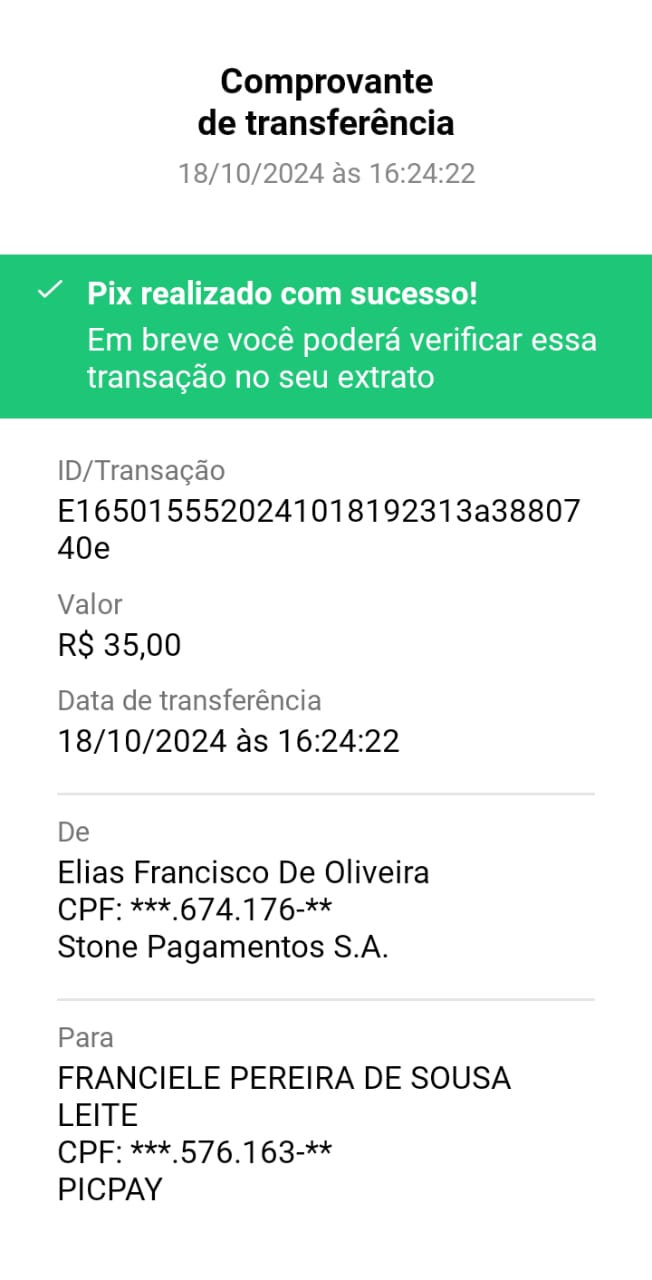 Comprovante
de transferência
18/10/2024 às 16:24:22
Pix realizado com sucesso!
Em breve você poderá verificar essa
transação no seu extrato
ID/Transação
E1650155520241018192313a38807
40e
Valor
R$ 35,00
Data de transferência
18/10/2024 às 16:24:22
De
Elias Francisco De Oliveira
CPF: ***.674.176-**
Stone Pagamentos S.A.
Para
FRANCIELE PEREIRA DE SOUSA
LEITE
CPF: ***.576.163-**
PICPAY